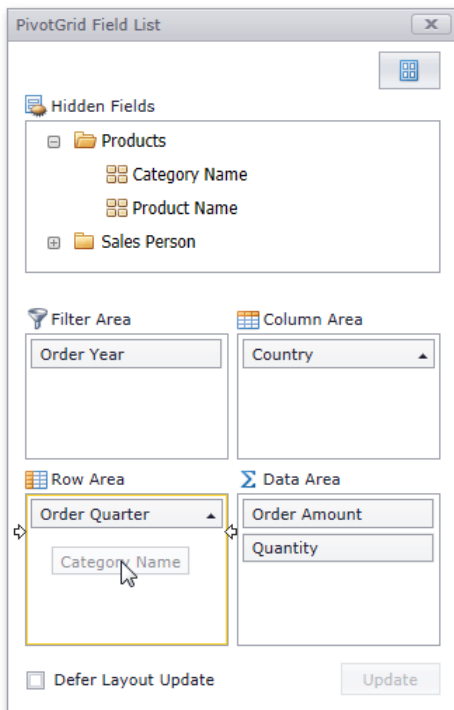 PivotGrid Field List
Hidden Fields
Products
Category Name
Product Name
Sales Person
Filter Area
Column Area
Order Year
Country
Row Area
Data Area
Order Quarter
Order Amount
Category Name
Quantity
Defer Layout Update
Update